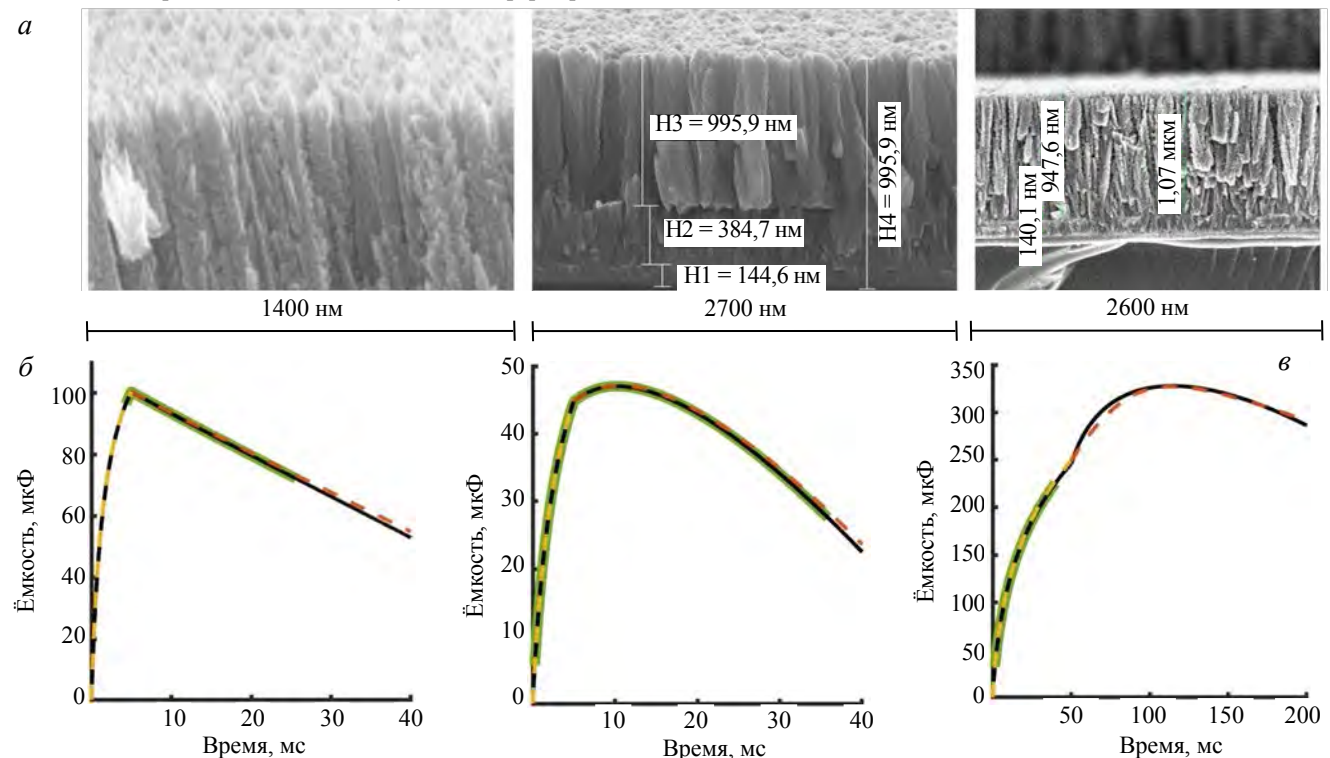 а
H3 = 995,9 нм
H2 = 384,7 нм
H1 = 144,6 нм
H4 = 995,9 нм
140,1 нм
947,6 нм
1,07 мкм
1400 нм
2700 нм
2600 нм
б
Ёмкость, мкФ
100
80
60
40
20
0
10
20
30
40
Время, мс
Ёмкость, мкФ
50
40
30
20
10
0
10
20
30
40
Время, мс
в
Ёмкость, мкФ
350
300
250
200
150
100
50
0
50
100
150
200
Время, мс